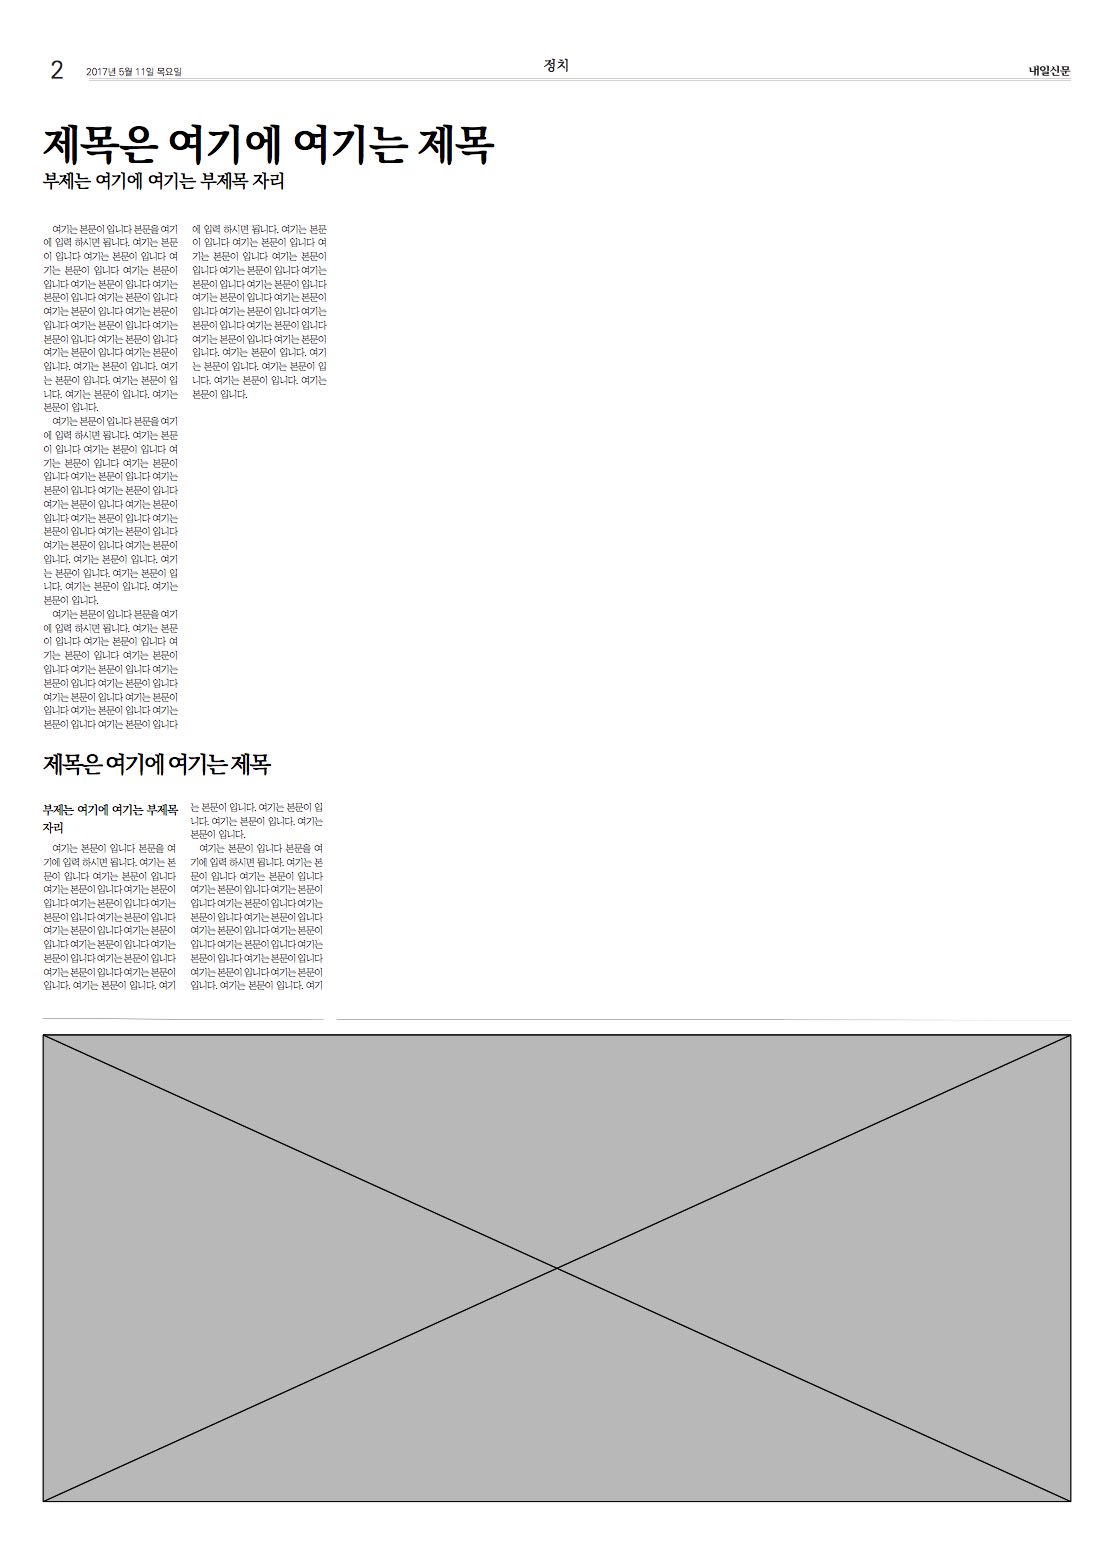 2
2017년 5월 11일 목요일
정치
내일신문
제목은 여기에 여기는 제목
부제는 여기에 여기는 부제목 자리
여기는 본문이 입니다 본문을 여기
에 입력 하시면 됩니다. 여기는 본문
이 입니다 여기는 본문이 입니다 여
기는 본문이 입니다 여기는 본문이
입니다 여기는 본문이 입니다 여기는
본문이 입니다 여기는 본문이 입니다
여기는 본문이 입니다 여기는 본문이
입니다 여기는 본문이 입니다 여기는
본문이 입니다 여기는 본문이 입니다
여기는 본문이 입니다 여기는 본문이
입니다. 여기는 본문이 입니다. 여기
는 본문이 입니다. 여기는 본문이 입
니다. 여기는 본문이 입니다. 여기는
본문이 입니다.
여기는 본문이 입니다 본문을 여기
에 입력 하시면 됩니다. 여기는 본문
이 입니다 여기는 본문이 입니다 여
기는 본문이 입니다 여기는 본문이
입니다 여기는 본문이 입니다 여기는
본문이 입니다 여기는 본문이 입니다
여기는 본문이 입니다 여기는 본문이
입니다 여기는 본문이 입니다 여기는
본문이 입니다 여기는 본문이 입니다
여기는 본문이 입니다 여기는 본문이
입니다. 여기는 본문이 입니다. 여기
는 본문이 입니다. 여기는 본문이 입
니다. 여기는 본문이 입니다. 여기는
본문이 입니다.
여기는 본문이 입니다 본문을 여기
에 입력 하시면 됩니다. 여기는 본문
이 입니다 여기는 본문이 입니다 여
기는 본문이 입니다 여기는 본문이
입니다 여기는 본문이 입니다 여기는
본문이 입니다 여기는 본문이 입니다
여기는 본문이 입니다 여기는 본문이
입니다 여기는 본문이 입니다 여기는
본문이 입니다 여기는 본문이 입니다
에 입력 하시면 됩니다. 여기는 본문
이 입니다 여기는 본문이 입니다 여
기는 본문이 입니다 여기는 본문이
입니다 여기는 본문이 입니다 여기는
본문이 입니다 여기는 본문이 입니다
여기는 본문이 입니다 여기는 본문이
입니다 여기는 본문이 입니다 여기는
본문이 입니다 여기는 본문이 입니다
여기는 본문이 입니다 여기는 본문이
입니다. 여기는 본문이 입니다. 여기
는 본문이 입니다. 여기는 본문이 입
니다. 여기는 본문이 입니다. 여기는
본문이 입니다.
제목은 여기에 여기는 제목
부제는 여기에 여기는 부제목
자리
여기는 본문이 입니다 본문을 여
기에 입력 하시면 됩니다. 여기는 본
문이 입니다 여기는 본문이 입니다
여기는 본문이 입니다 여기는 본문이
입니다 여기는 본문이 입니다 여기는
본문이 입니다 여기는 본문이 입니다
여기는 본문이 입니다 여기는 본문이
입니다 여기는 본문이 입니다 여기는
본문이 입니다 여기는 본문이 입니다
여기는 본문이 입니다 여기는 본문이
입니다. 여기는 본문이 입니다. 여기
는 본문이 입니다. 여기는 본문이 입
니다. 여기는 본문이 입니다. 여기는
본문이 입니다.
여기는 본문이 입니다 본문을 여
기에 입력 하시면 됩니다. 여기는 본
문이 입니다 여기는 본문이 입니다
여기는 본문이 입니다 여기는 본문이
입니다 여기는 본문이 입니다 여기는
본문이 입니다 여기는 본문이 입니다
여기는 본문이 입니다 여기는 본문이
입니다 여기는 본문이 입니다 여기는
본문이 입니다 여기는 본문이 입니다
여기는 본문이 입니다 여기는 본문이
입니다. 여기는 본문이 입니다. 여기